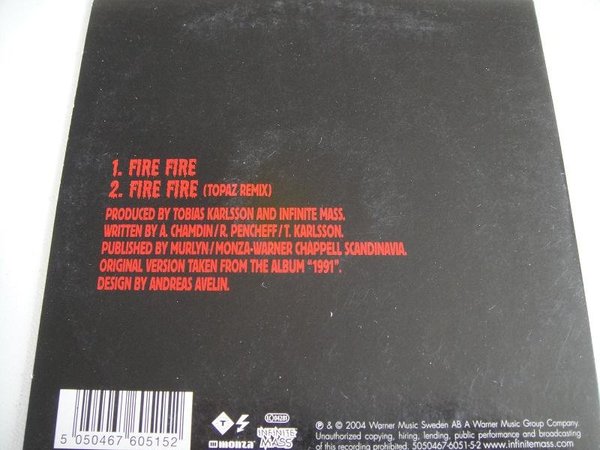 1. FIRE FIRE
2. FIRE FIRE (TOPAZ REMIX)
PRODUCED BY TOBIAS KARLSSON AND INFINITE MASS.
WRITTEN BY A. CHAMDIN/R. PENCHEFF/T. KARLSSON.
PUBLISHED BY MURLYN/MONZA-WARNER CHAPPELL SCANDINAVIA.
ORIGINAL VERSION TAKEN FROM THE ALBUM "1991".
DESIGN BY ANDREAS AVELIN.
5 050467 605152
T
monza
LC 04281
INFINITE
MASS
℗ & © 2004 Warner Music Sweden AB A Warner Music Group Company.
Unauthorized copying, hiring, lending, public performance and broadcasting
of this recording prohibited. 5050467-6051-5-2 www.infinitemass.com